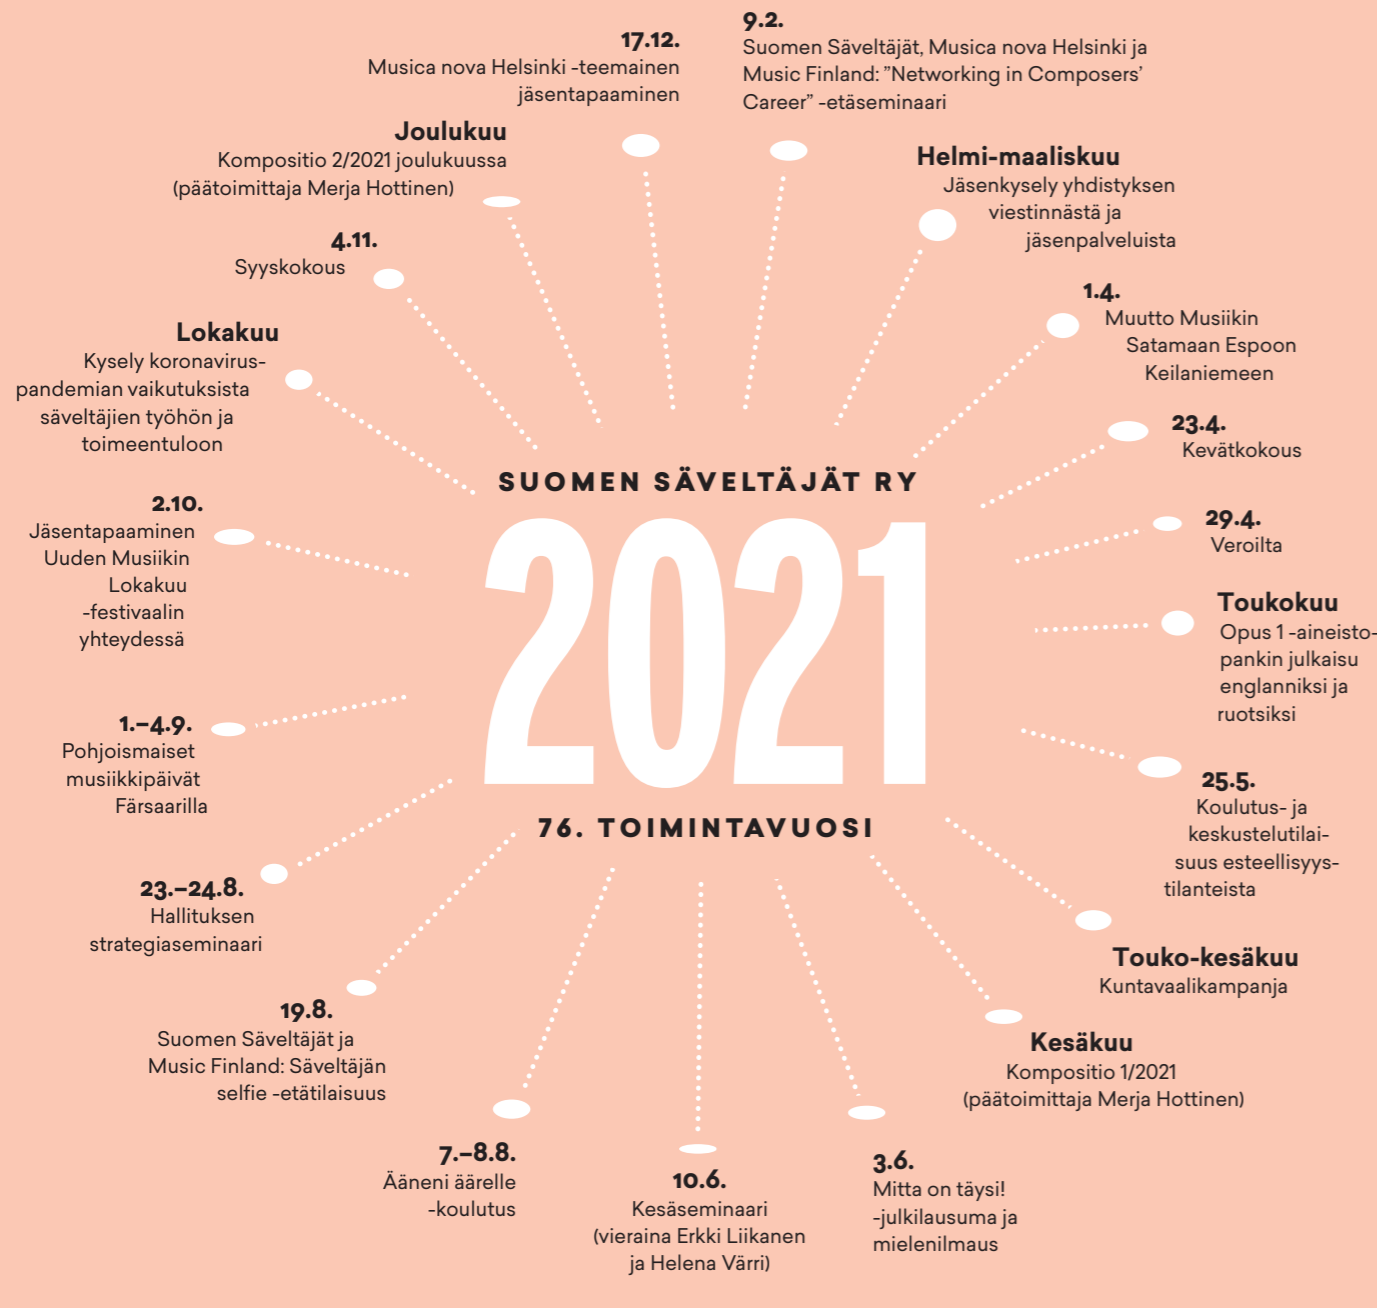 SUOMEN SÄVELTÄJÄT RY
2021
76. TOIMINTAVUOSI
9.2.
Suomen Säveltäjät, Musica nova Helsinki ja
Music Finland: ”Networking in Composers’
Career” -etäseminaari
Helmi-maaliskuu
Jäsenkysely yhdistyksen
viestinnästä ja
jäsenpalveluista
1.4.
Muutto Musiikin
Satamaan Espoon
Keilaniemeen
23.4.
Kevätkokous
29.4.
Veroilta
Toukokuu
Opus 1 -aineisto-
pankin julkaisu
englanniksi ja
ruotsiksi
25.5.
Koulutus- ja
keskustelutilai-
suus esteellisyys-
tilanteista
Touko-kesäkuu
Kuntavaalikampanja
Kesäkuu
Kompositio 1/2021
(päätoimittaja Merja Hottinen)
3.6.
Mitta on täysi!
-julkilausuma ja
mielenilmaus
10.6.
Kesäseminaari
(vieraina Erkki Liikanen
ja Helena Värri)
7.–8.8.
Ääneni äärelle
-koulutus
19.8.
Suomen Säveltäjät ja
Music Finland: Säveltäjän
selfie -etätilaisuus
23.–24.8.
Hallituksen
strategiaseminaari
1.–4.9.
Pohjoismaiset
musiikkipäivät
Färsaarilla
2.10.
Jäsentapaaminen
Uuden Musiikin
Lokakuu
-festivaalin
yhteydessä
Lokakuu
Kysely koronavirus-
pandemian vaikutuksista
säveltäjien työhön ja
toimeentuloon
4.11.
Syyskokous
Joulukuu
Kompositio 2/2021 joulukuussa
(päätoimittaja Merja Hottinen)
17.12.
Musica nova Helsinki -teemainen
jäsentapaaminen